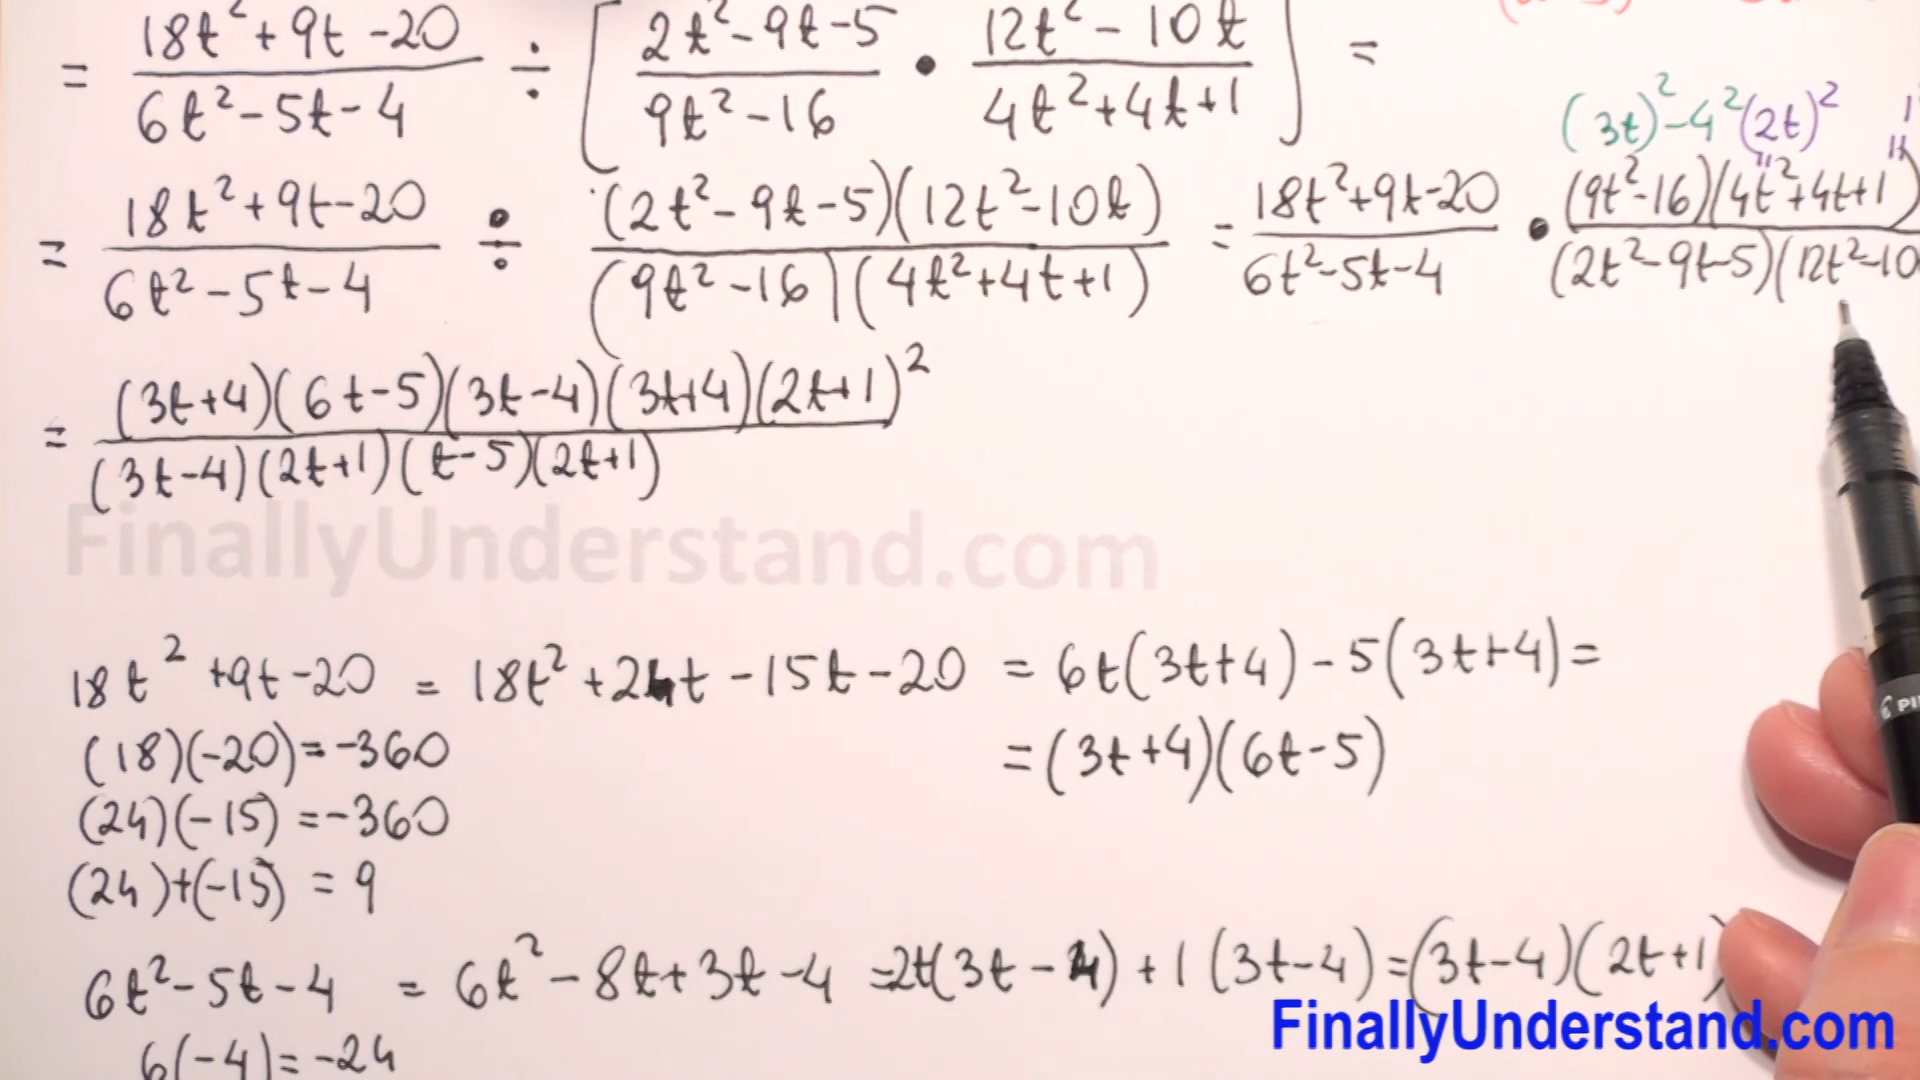 = (18t² + 9t - 20)/(6t² - 5t - 4) ÷ [ (2t² - 9t - 5)/(9t² - 16) • (12t² - 10t)/(4t² + 4t + 1) ] =
(3t)² - 4² (2t)²
= (18t² + 9t - 20)/(6t² - 5t - 4) ÷ (2t² - 9t - 5)(12t² - 10t)/(9t² - 16)(4t² + 4t + 1) = (18t² + 9t - 20)/(6t² - 5t - 4) • (9t² - 16)(4t² + 4t + 1)/(2t² - 9t - 5)(12t² - 10
= (3t + 4)(6t - 5)(3t - 4)(3t + 4)(2t + 1)²/(3t - 4)(2t + 1)(t - 5)(2t + 1)
FinallyUnderstand.com
18t² + 9t - 20 = 18t² + 24t - 15t - 20 = 6t(3t + 4) - 5(3t + 4) =
= (3t + 4)(6t - 5)
(18)(-20) = -360
(24)(-15) = -360
(24) + (-15) = 9
6t² - 5t - 4 = 6t² - 8t + 3t - 4 = 2t(3t - 4) + 1(3t - 4) = (3t - 4)(2t + 1)
6(-4) = -24
FinallyUnderstand.com
PI